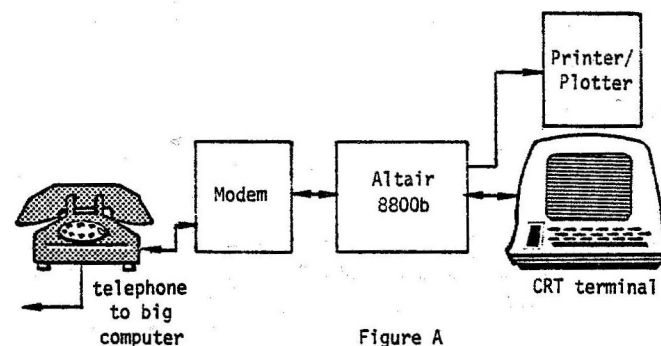 Printer/
Plotter
Modem
Altair
8800b
telephone
to big
computer
CRT terminal
Figure A